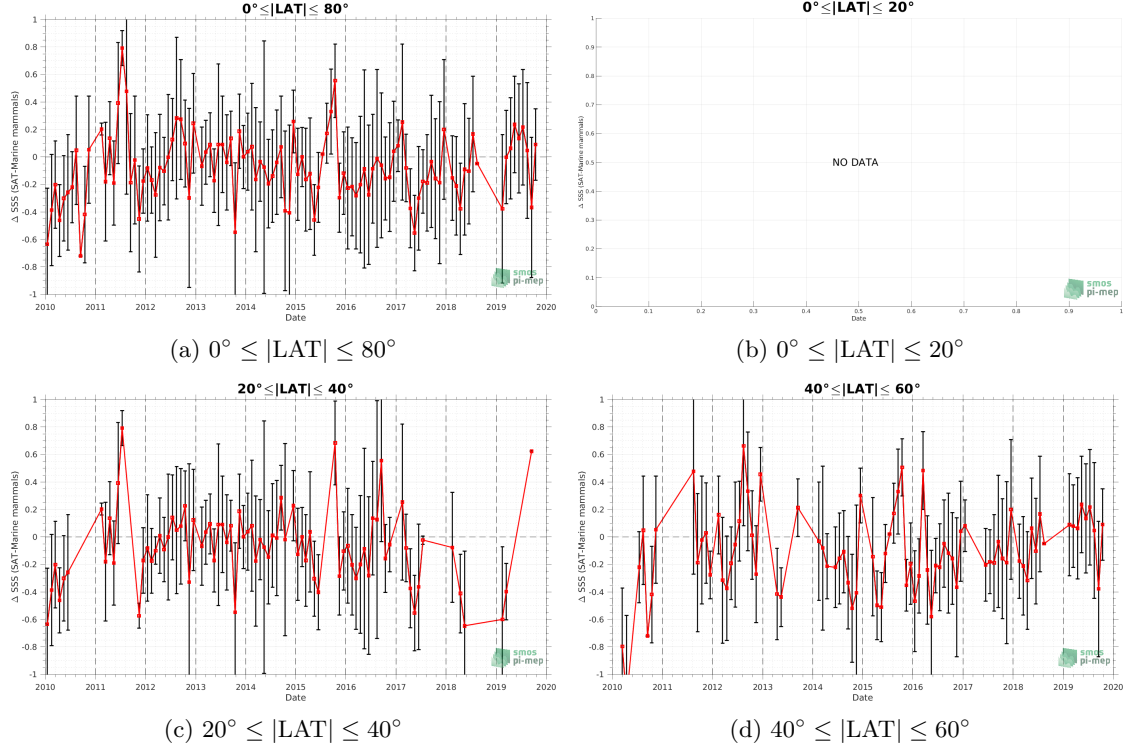 0°≤|LAT|≤ 80°
Δ SSS (SAT-Marine mammals)
1
0.8
0.6
0.4
0.2
0
-0.2
-0.4
-0.6
-0.8
-1
2010 2011 2012 2013 2014 2015 2016 2017 2018 2019 2020
Date
smos
pi-mep
(a) 0° ≤ |LAT| ≤ 80°
0°≤|LAT|≤ 20°
Δ SSS (SAT-Marine mammals)
1
0.9
0.8
0.7
0.6
0.5
0.4
0.3
0.2
0.1
0
NO DATA
0 0.1 0.2 0.3 0.4 0.5 0.6 0.7 0.8 0.9 1
Date
smos
pi-mep
(b) 0° ≤ |LAT| ≤ 20°
20°≤|LAT|≤ 40°
Δ SSS (SAT-Marine mammals)
1
0.8
0.6
0.4
0.2
0
-0.2
-0.4
-0.6
-0.8
-1
2010 2011 2012 2013 2014 2015 2016 2017 2018 2019 2020
Date
smos
pi-mep
(c) 20° ≤ |LAT| ≤ 40°
40°≤|LAT|≤ 60°
Δ SSS (SAT-Marine mammals)
1
0.8
0.6
0.4
0.2
0
-0.2
-0.4
-0.6
-0.8
-1
2010 2011 2012 2013 2014 2015 2016 2017 2018 2019 2020
Date
smos
pi-mep
(d) 40° ≤ |LAT| ≤ 60°